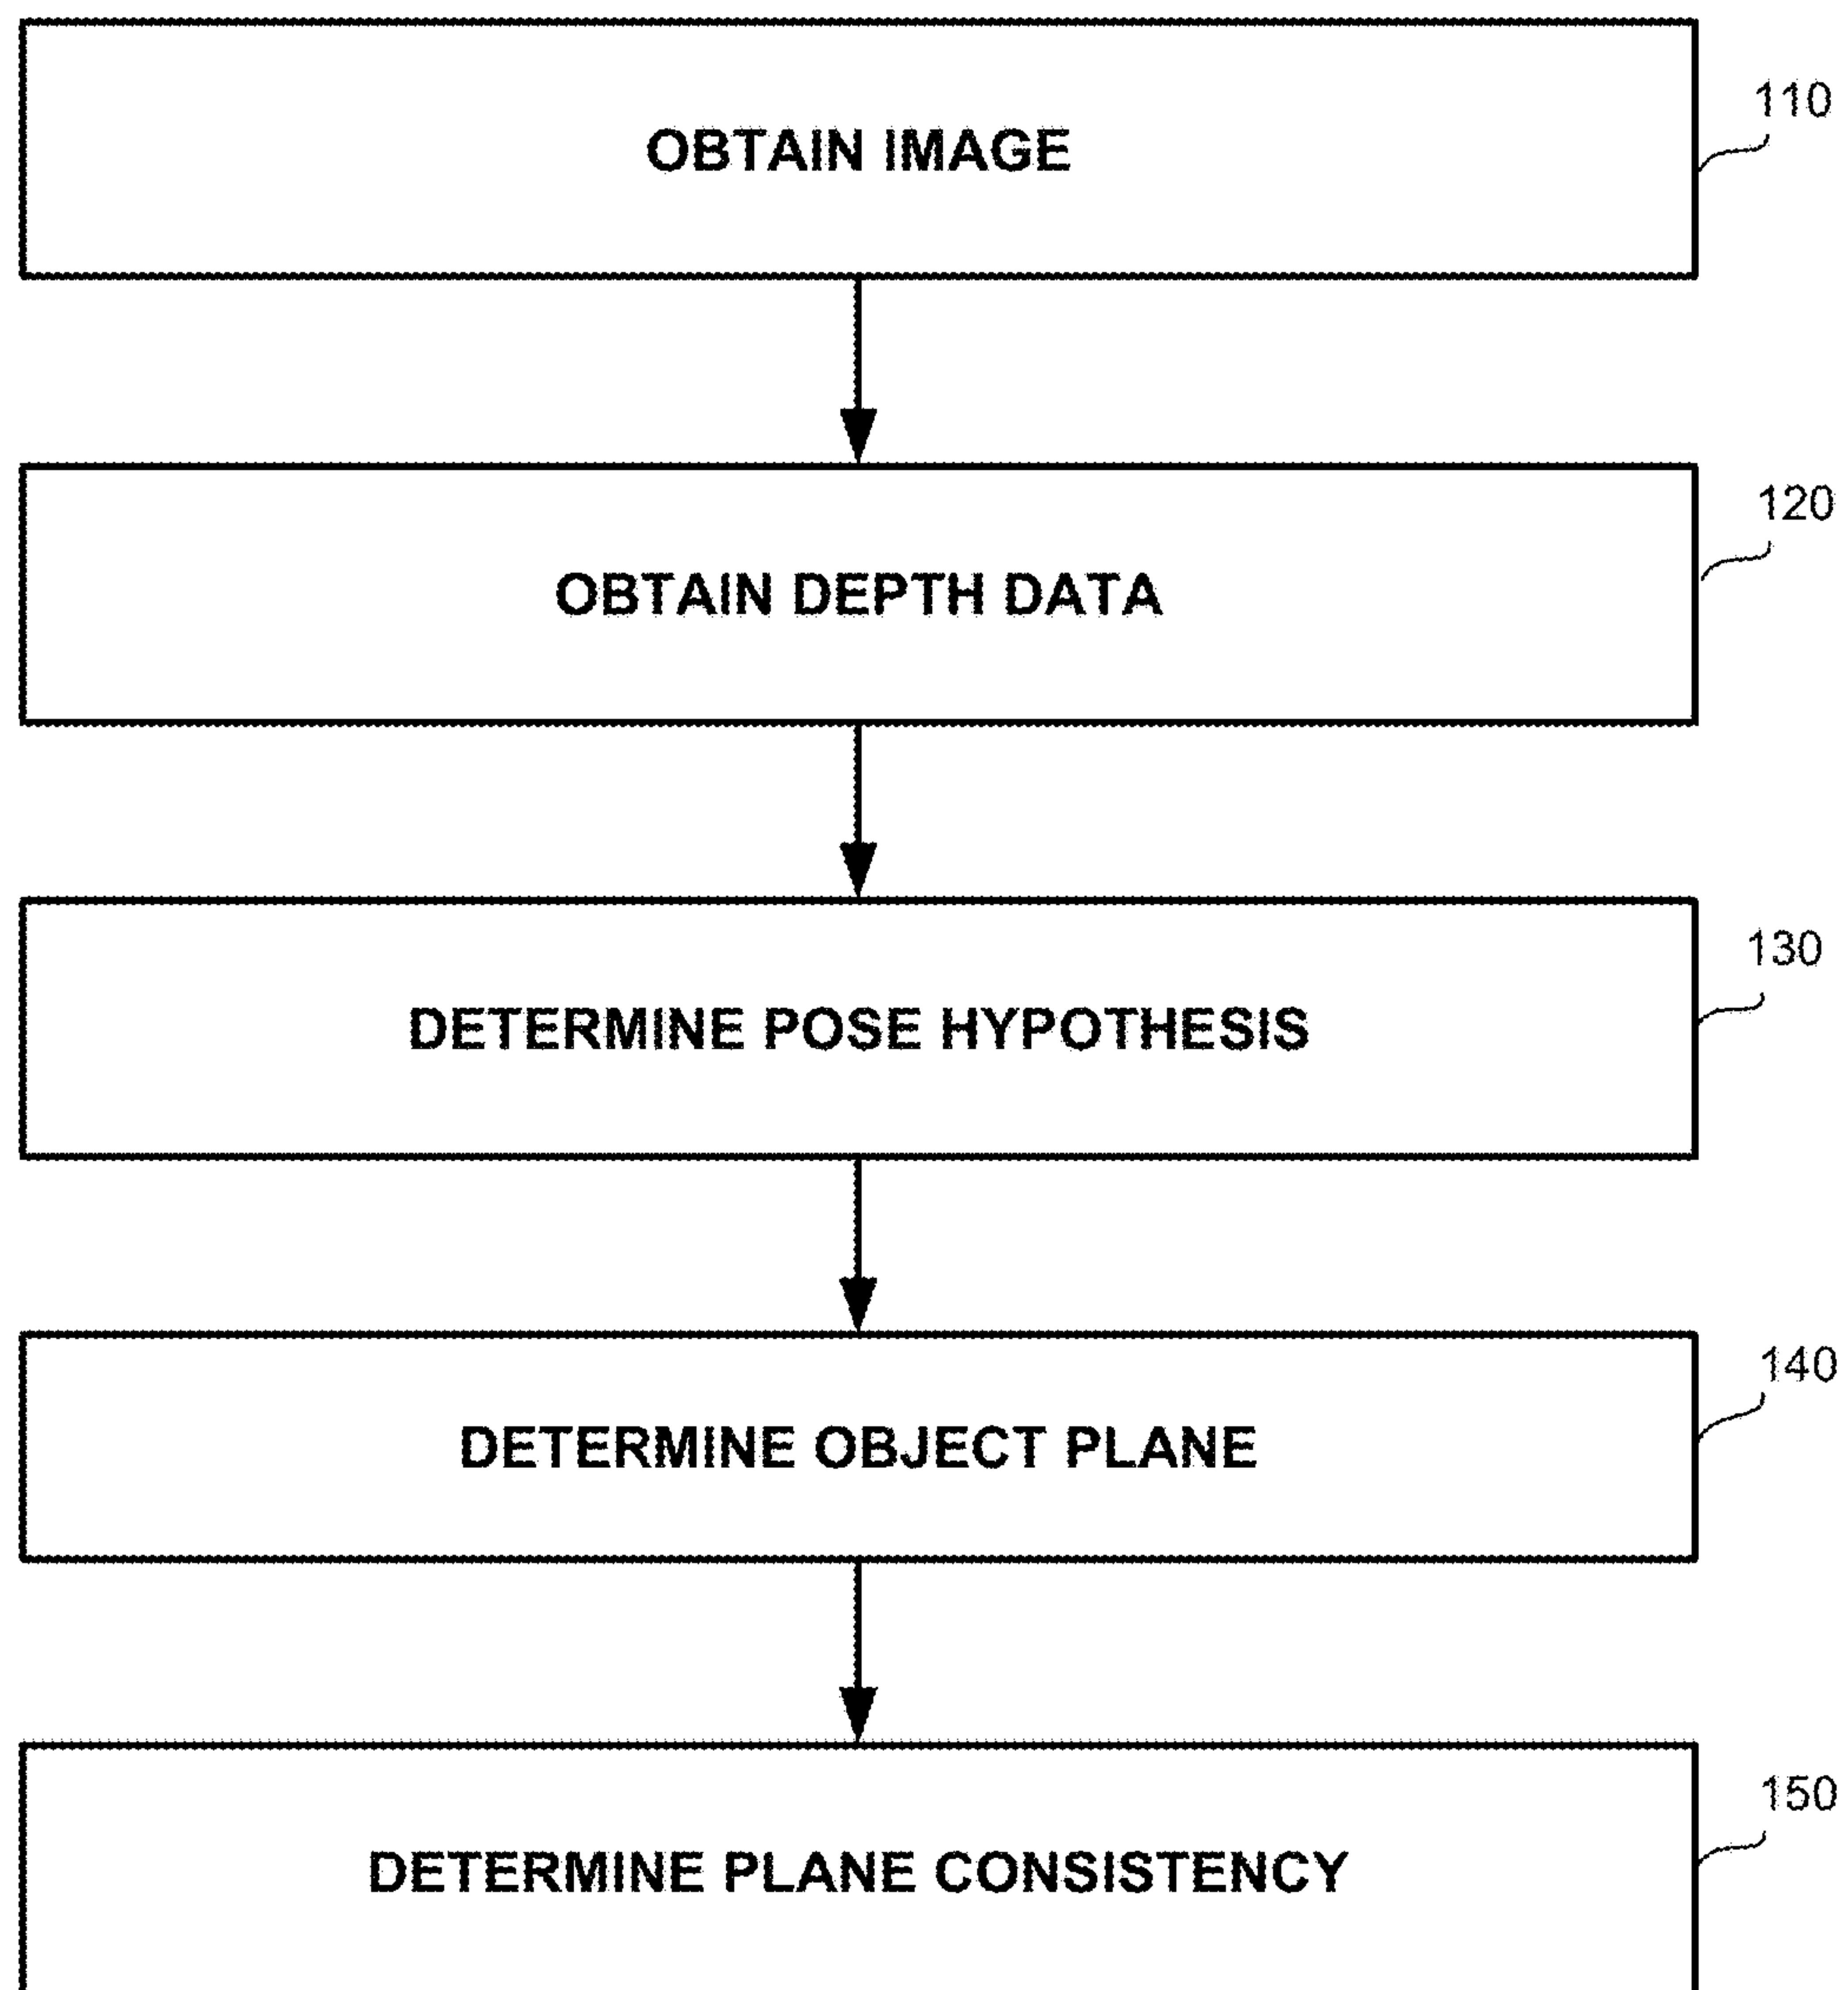 OBTAIN IMAGE
110
OBTAIN DEPTH DATA
120
DETERMINE POSE HYPOTHESIS
130
DETERMINE OBJECT PLANE
140
DETERMINE PLANE CONSISTENCY
150